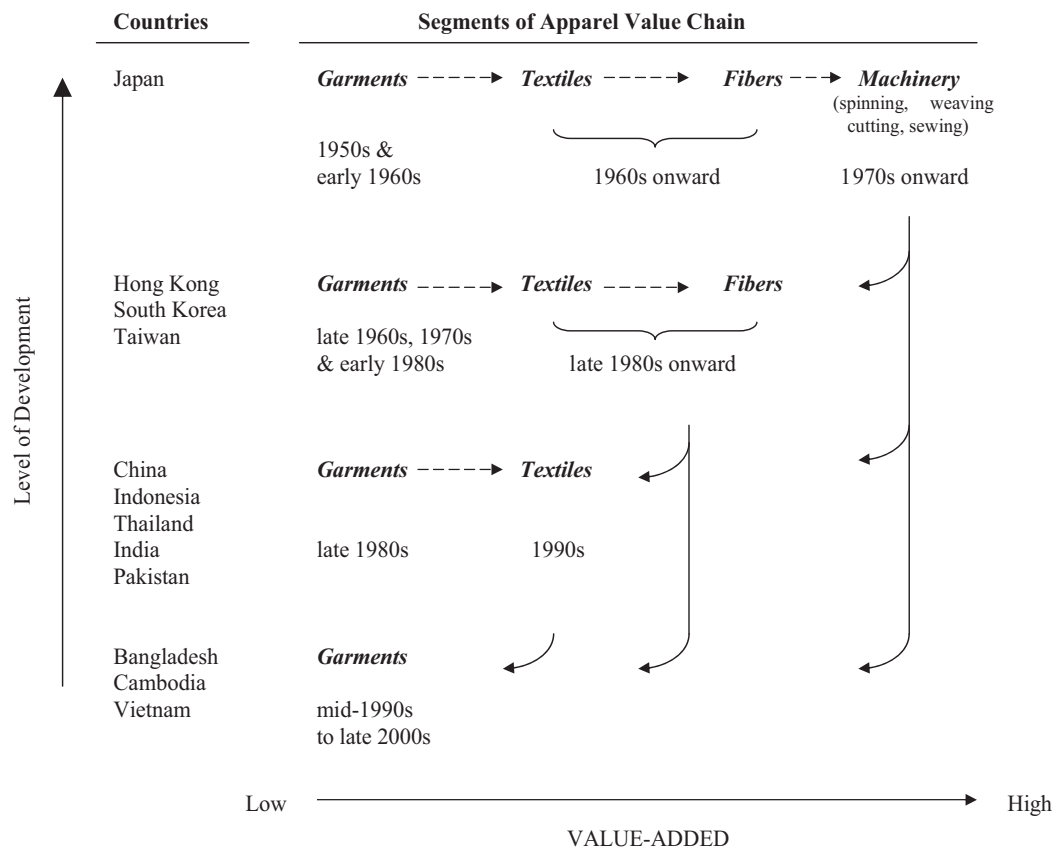 Countries Segments of Apparel Value Chain
Japan Garments Textiles Fibers Machinery
(spinning, weaving
cutting, sewing)
1950s &
early 1960s 1960s onward 1970s onward
Hong Kong Garments Textiles Fibers
South Korea
Taiwan late 1960s, 1970s
& early 1980s late 1980s onward
China Garments Textiles
Indonesia
Thailand
India late 1980s 1990s
Pakistan
Bangladesh Garments
Cambodia
Vietnam mid-1990s
to late 2000s
Level of Development
Low High
VALUE-ADDED